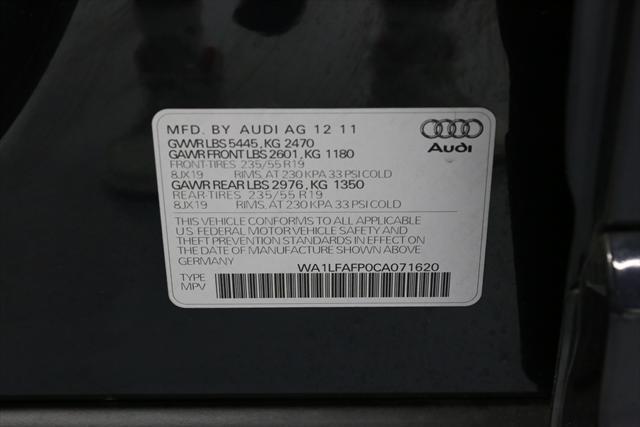 MFD. BY AUDI AG 12 11
GVWR LBS 5445, KG 2470
GAWR FRONT LBS 2601, KG 1180
FRONT-TIRES 235/55 R19
8JX19 RIMS, AT 230 KPA 33 PSI COLD
GAWR REAR LBS 2976, KG 1350
REAR-TIRES 235/55 R19
8JX19 RIMS, AT 230 KPA 33 PSI COLD
THIS VEHICLE CONFORMS TO ALL APPLICABLE
U.S. FEDERAL MOTOR VEHICLE SAFETY AND
THEFT PREVENTION STANDARDS IN EFFECT ON
THE DATE OF MANUFACTURE SHOWN ABOVE
GERMANY WA1LFAFP0CA071620
TYPE
MPV
Audi